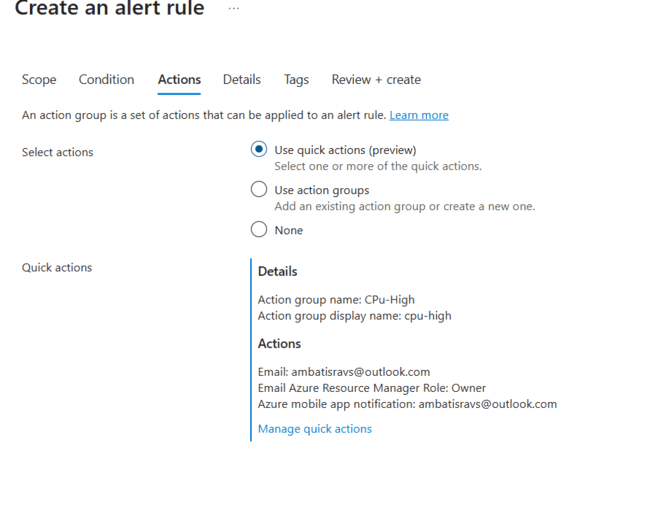 Create an alert rule ...
Scope Condition Actions Details Tags Review + create
An action group is a set of actions that can be applied to an alert rule. Learn more
Select actions
Use quick actions (preview)
Select one or more of the quick actions.
Use action groups
Add an existing action group or create a new one.
None
Quick actions
Details
Action group name: CPu-High
Action group display name: cpu-high
Actions
Email: ambatisravs@outlook.com
Email Azure Resource Manager Role: Owner
Azure mobile app notification: ambatisravs@outlook.com
Manage quick actions